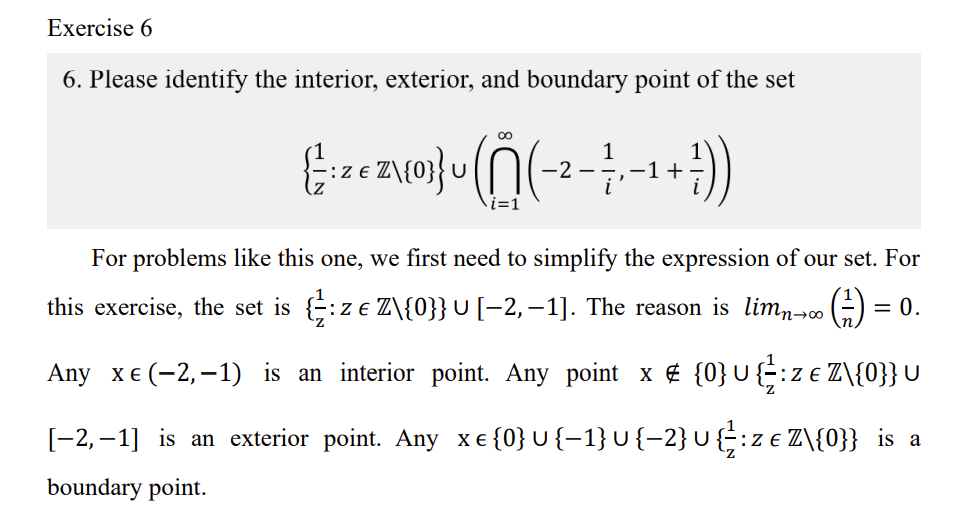 Exercise 6
6. Please identify the interior, exterior, and boundary point of the set
{1/z : z ϵ ℤ\{0}} ∪ (⋂_{i=1}^{∞} (−2 − 1/i, −1 + 1/i))
For problems like this one, we first need to simplify the expression of our set. For
this exercise, the set is {1/z : z ϵ ℤ\{0}} ∪ [−2, −1]. The reason is lim_{n→∞} (1/n) = 0.
Any x ϵ (−2, −1) is an interior point. Any point x ∉ {0} ∪ {1/z : z ϵ ℤ\{0}} ∪
[−2, −1] is an exterior point. Any x ϵ {0} ∪ {−1} ∪ {−2} ∪ {1/z : z ϵ ℤ\{0}} is a
boundary point.